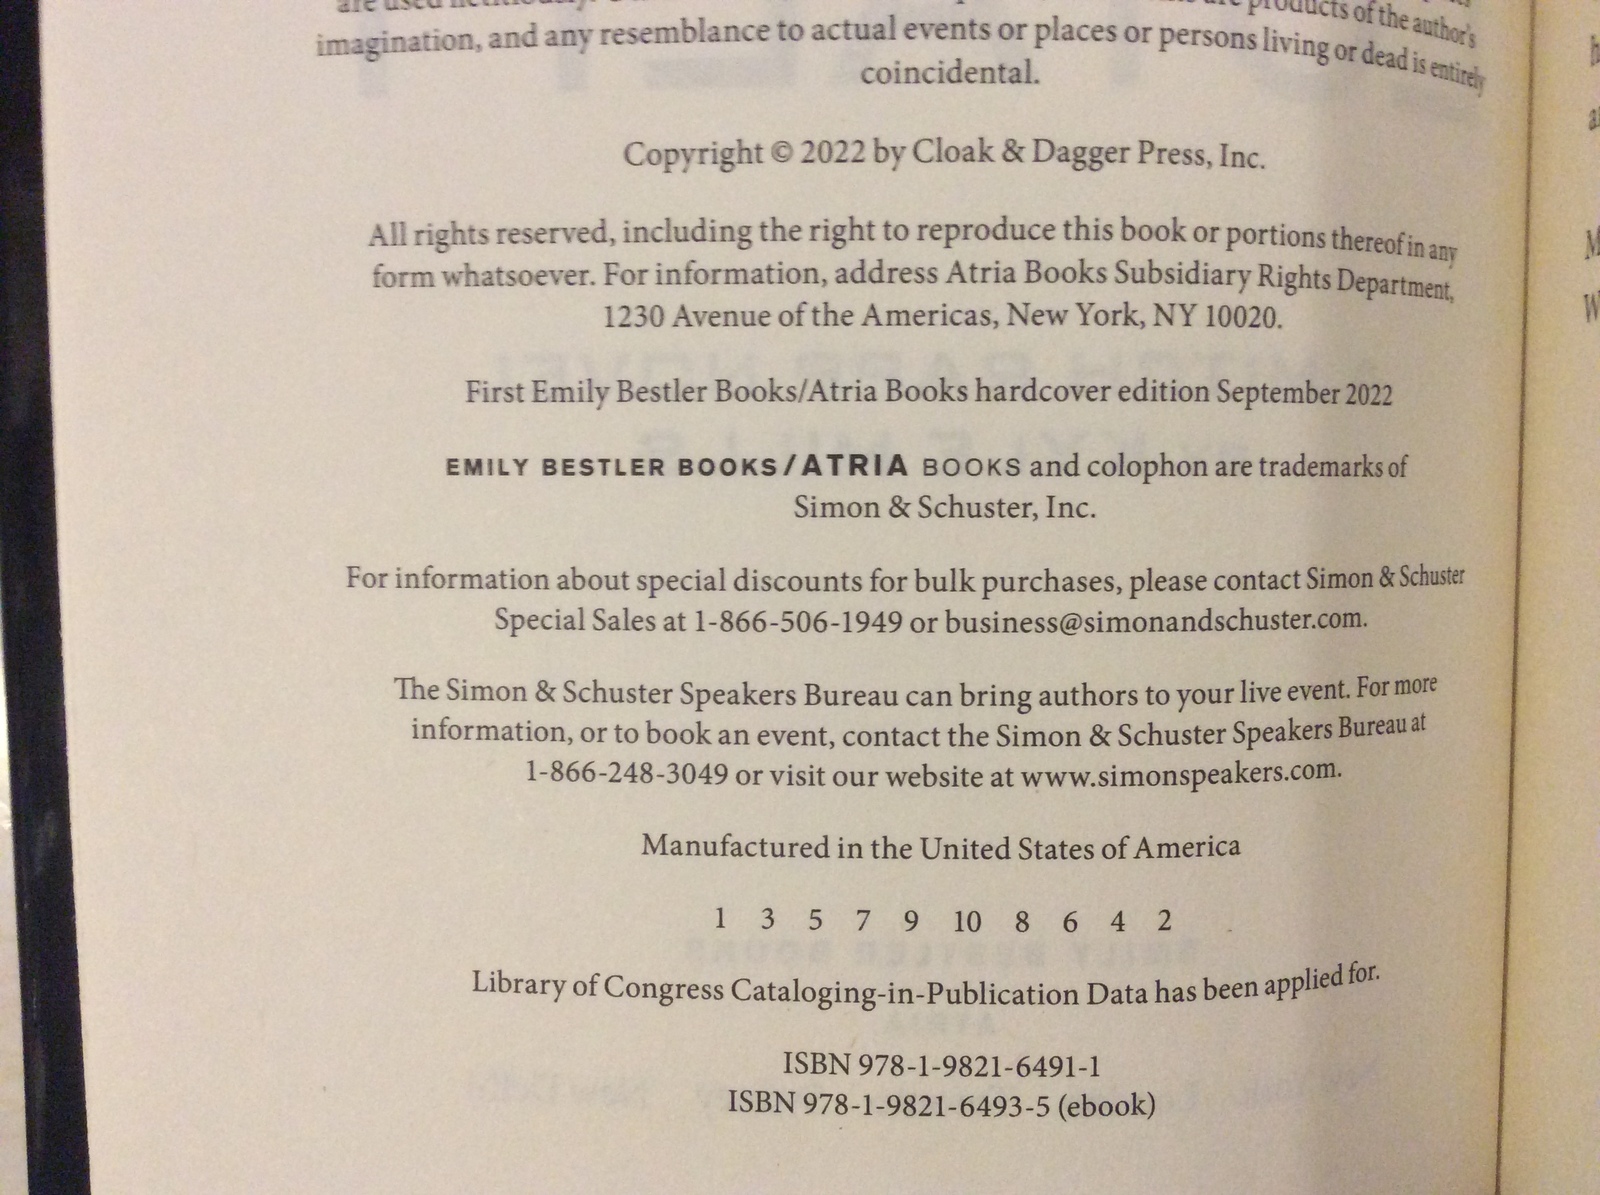 are used
products of the author's
imagination, and any resemblance to actual events or places or persons living or dead is entirely
coincidental.
Copyright © 2022 by Cloak & Dagger Press, Inc.
All rights reserved, including the right to reproduce this book or portions thereof in any
form whatsoever. For information, address Atria Books Subsidiary Rights Department,
1230 Avenue of the Americas, New York, NY 10020.
First Emily Bestler Books/Atria Books hardcover edition September 2022
EMILY BESTLER BOOKS/ATRIA BOOKS and colophon are trademarks of
Simon & Schuster, Inc.
For information about special discounts for bulk purchases, please contact Simon & Schuster
Special Sales at 1-866-506-1949 or business@simonandschuster.com.
The Simon & Schuster Speakers Bureau can bring authors to your live event. For more
information, or to book an event, contact the Simon & Schuster Speakers Bureau at
1-866-248-3049 or visit our website at www.simonspeakers.com.
Manufactured in the United States of America
1 3 5 7 9 10 8 6 4 2
Library of Congress Cataloging-in-Publication Data has been applied for.
ISBN 978-1-9821-6491-1
ISBN 978-1-9821-6493-5 (ebook)